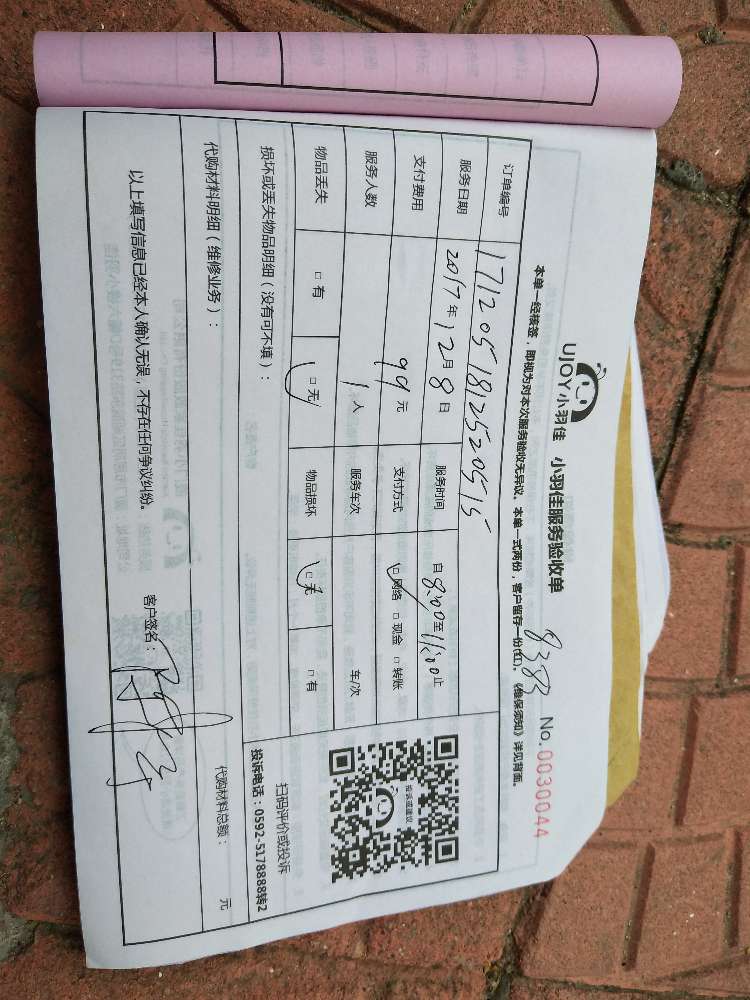 UJOY小羽佳 小羽佳服务验收单
8383 No.0030044
本单一经核签，即视为对本次服务验收无异议。本单一式两份，客户留存一份(红)，《维保须知》详见背面。
订单编号 171205181252051 5
服务日期 2017年12月8日 服务时间 自8:00至11:00止
支付费用 99元 支付方式 □网络 □现金 □转账
服务人数 1人 服务车次 车/次
物品丢失 □有 □无 物品损坏 □无 □有
损坏或丢失物品明细（没有可不填）：
代购材料明细（维修业务）：
代购材料总额： 元
投诉或建议
扫码评价或投诉
投诉电话：0592-5178888转2
以上填写信息已经本人确认无误，不存在任何争议纠纷。
客户签名：